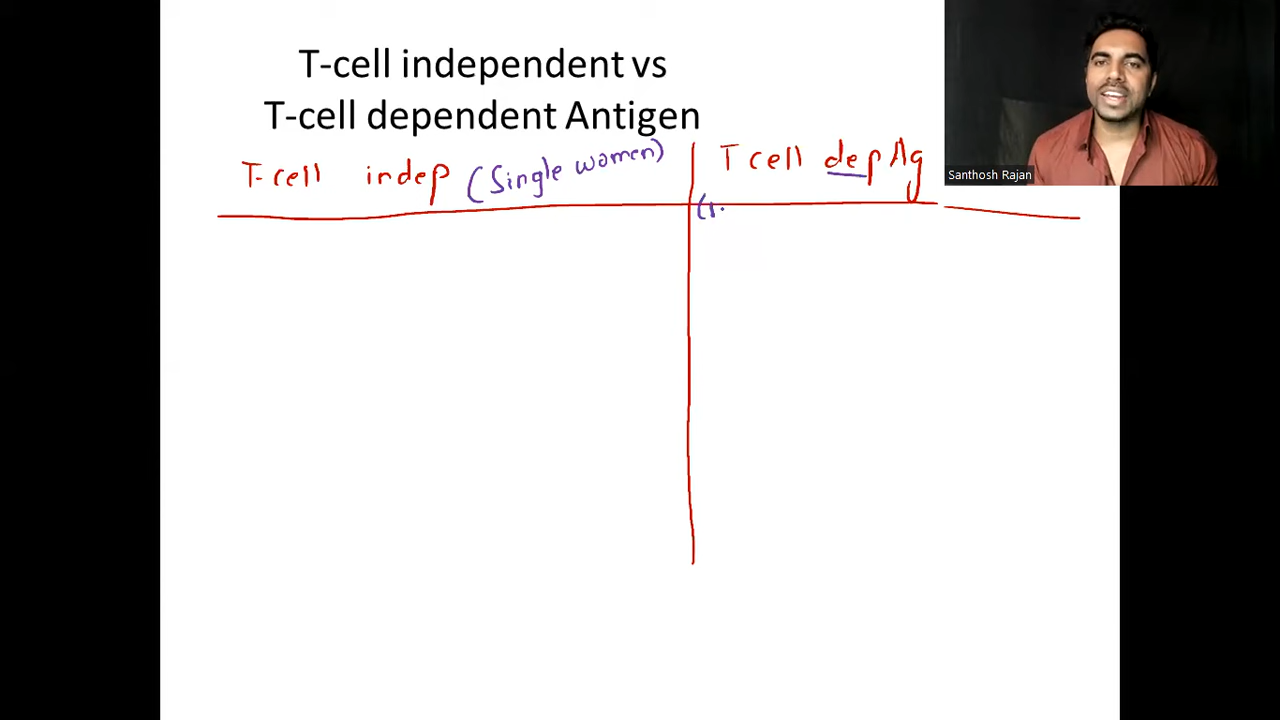 T-cell independent vs
T-cell dependent Antigen
T-cell indep (Single women)
T cell dep Ag
Santhosh Rajan